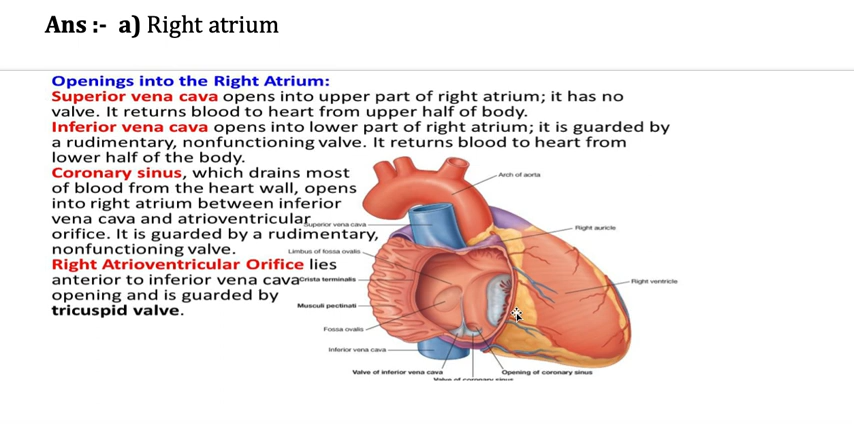 Ans :-  a) Right atrium
Openings into the Right Atrium:
Superior vena cava opens into upper part of right atrium; it has no
valve. It returns blood to heart from upper half of body.
Inferior vena cava opens into lower part of right atrium; it is guarded by
a rudimentary, nonfunctioning valve. It returns blood to heart from
lower half of the body.
Coronary sinus, which drains most
of blood from the heart wall, opens
into right atrium between inferior
vena cava and atrioventricular
orifice. It is guarded by a rudimentary,
nonfunctioning valve.
Right Atrioventricular Orifice lies
anterior to inferior vena cava
opening and is guarded by
tricuspid valve.
Arch of aorta
Superior vena cava
Right auricle
Limbus of fossa ovalis
Crista terminalis
Right ventricle
Musculi pectinati
Fossa ovalis
Inferior vena cava
Valve of inferior vena cava
Opening of coronary sinus
Valve of coronary sinus